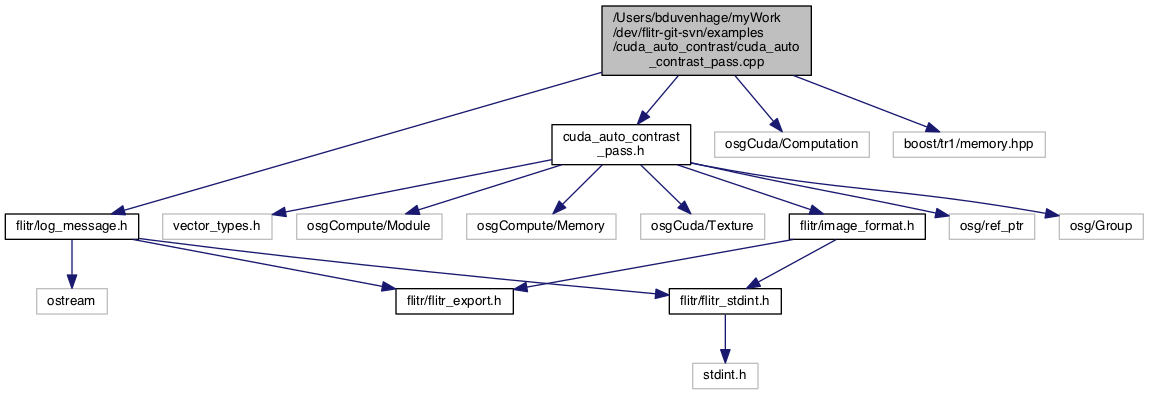 /Users/bduvenhage/myWork
/dev/flitr-git-svn/examples
/cuda_auto_contrast/cuda_auto
_contrast_pass.cpp
cuda_auto_contrast
_pass.h
osgCuda/Computation
boost/tr1/memory.hpp
flitr/log_message.h
vector_types.h
osgCompute/Module
osgCompute/Memory
osgCuda/Texture
flitr/image_format.h
osg/ref_ptr
osg/Group
ostream
flitr/flitr_export.h
flitr/flitr_stdint.h
stdint.h